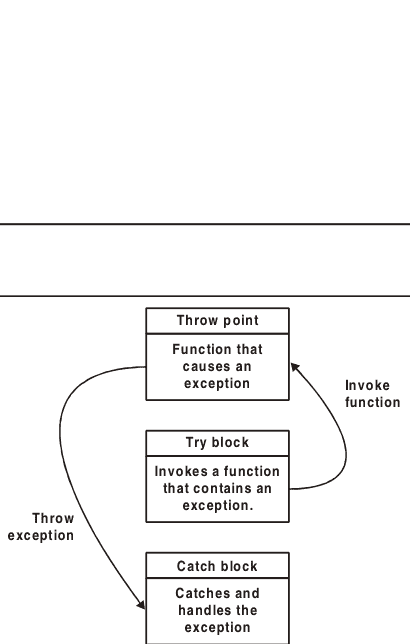 Throw point
Function that
causes an
exception
Invoke
function
Try block
Invokes a function
that contains an
exception.
Throw
exception
Catch block
Catches and
handles the
exception